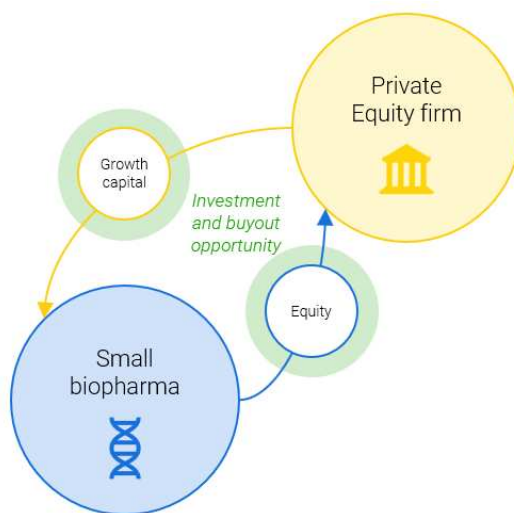 Private
Equity firm
Growth
capital
Investment
and buyout
opportunity
Equity
Small
biopharma